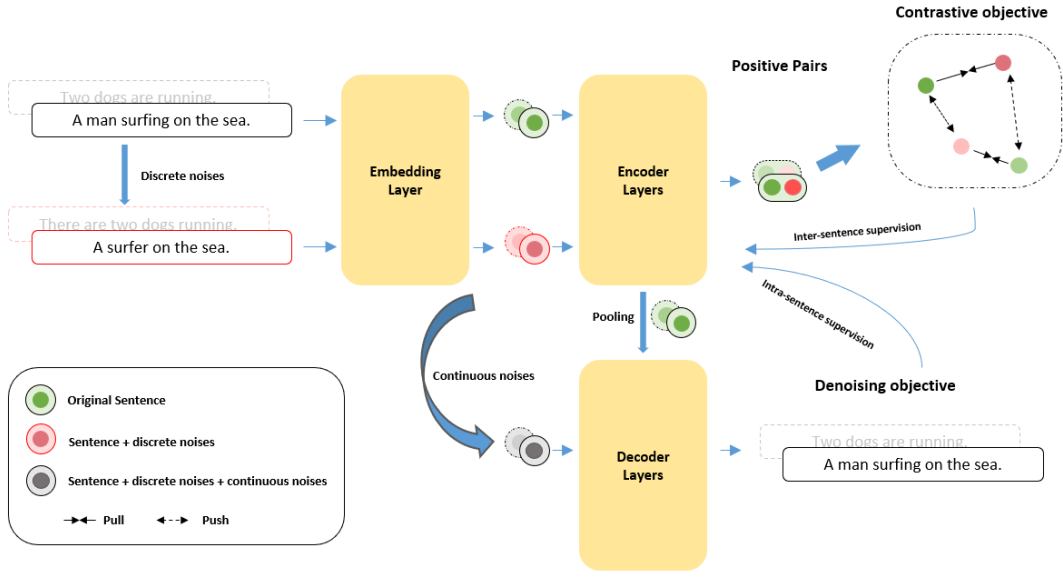 Contrastive objective
Positive Pairs
Two dogs are running.
A man surfing on the sea.
Discrete noises
There are two dogs running.
A surfer on the sea.
Embedding
Layer
Encoder
Layers
Inter-sentence supervision
Intra-sentence supervision
Pooling
Continuous noises
Denoising objective
Decoder
Layers
Two dogs are running.
A man surfing on the sea.
Original Sentence
Sentence + discrete noises
Sentence + discrete noises + continuous noises
Pull
Push